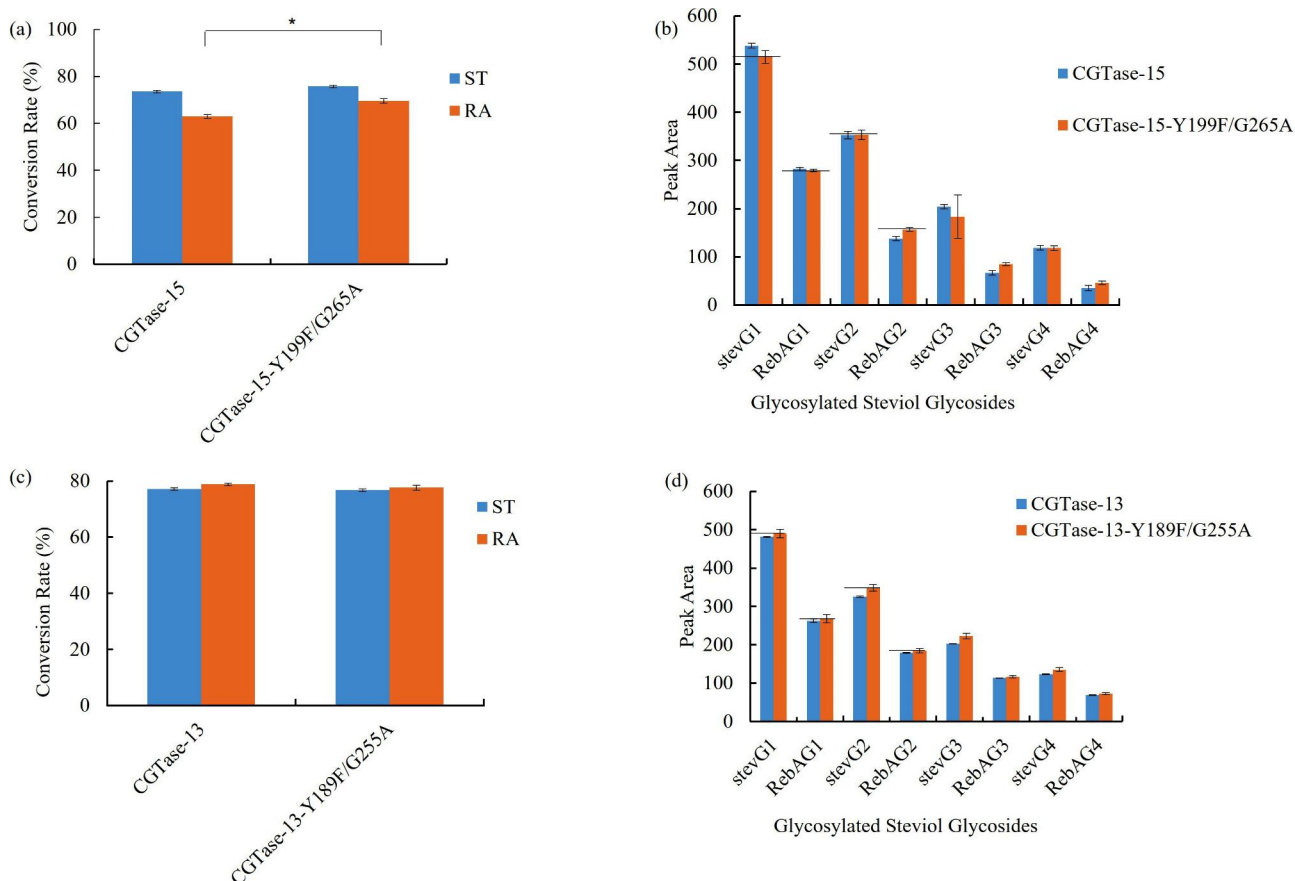 (a)
*
100
80
60
40
20
0
Conversion Rate (%)
ST
RA
CGTase-15
CGTase-15-Y199F/G265A
(b)
600
500
400
300
200
100
0
Peak Area
CGTase-15
CGTase-15-Y199F/G265A
stevG1
RebAG1
stevG2
RebAG2
stevG3
RebAG3
stevG4
RebAG4
Glycosylated Steviol Glycosides
(c)
80
60
40
20
0
Conversion Rate (%)
ST
RA
CGTase-13
CGTase-13-Y189F/G255A
(d)
600
500
400
300
200
100
0
Peak Area
CGTase-13
CGTase-13-Y189F/G255A
stevG1
RebAG1
stevG2
RebAG2
stevG3
RebAG3
stevG4
RebAG4
Glycosylated Steviol Glycosides